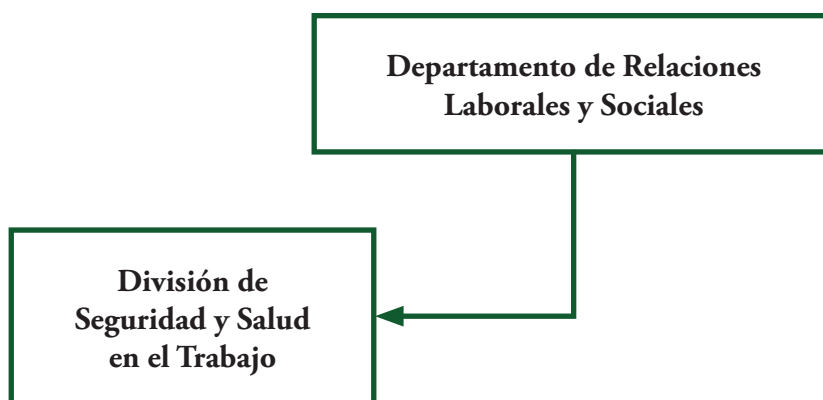 Departamento de Relaciones
Laborales y Sociales
División de
Seguridad y Salud
en el Trabajo